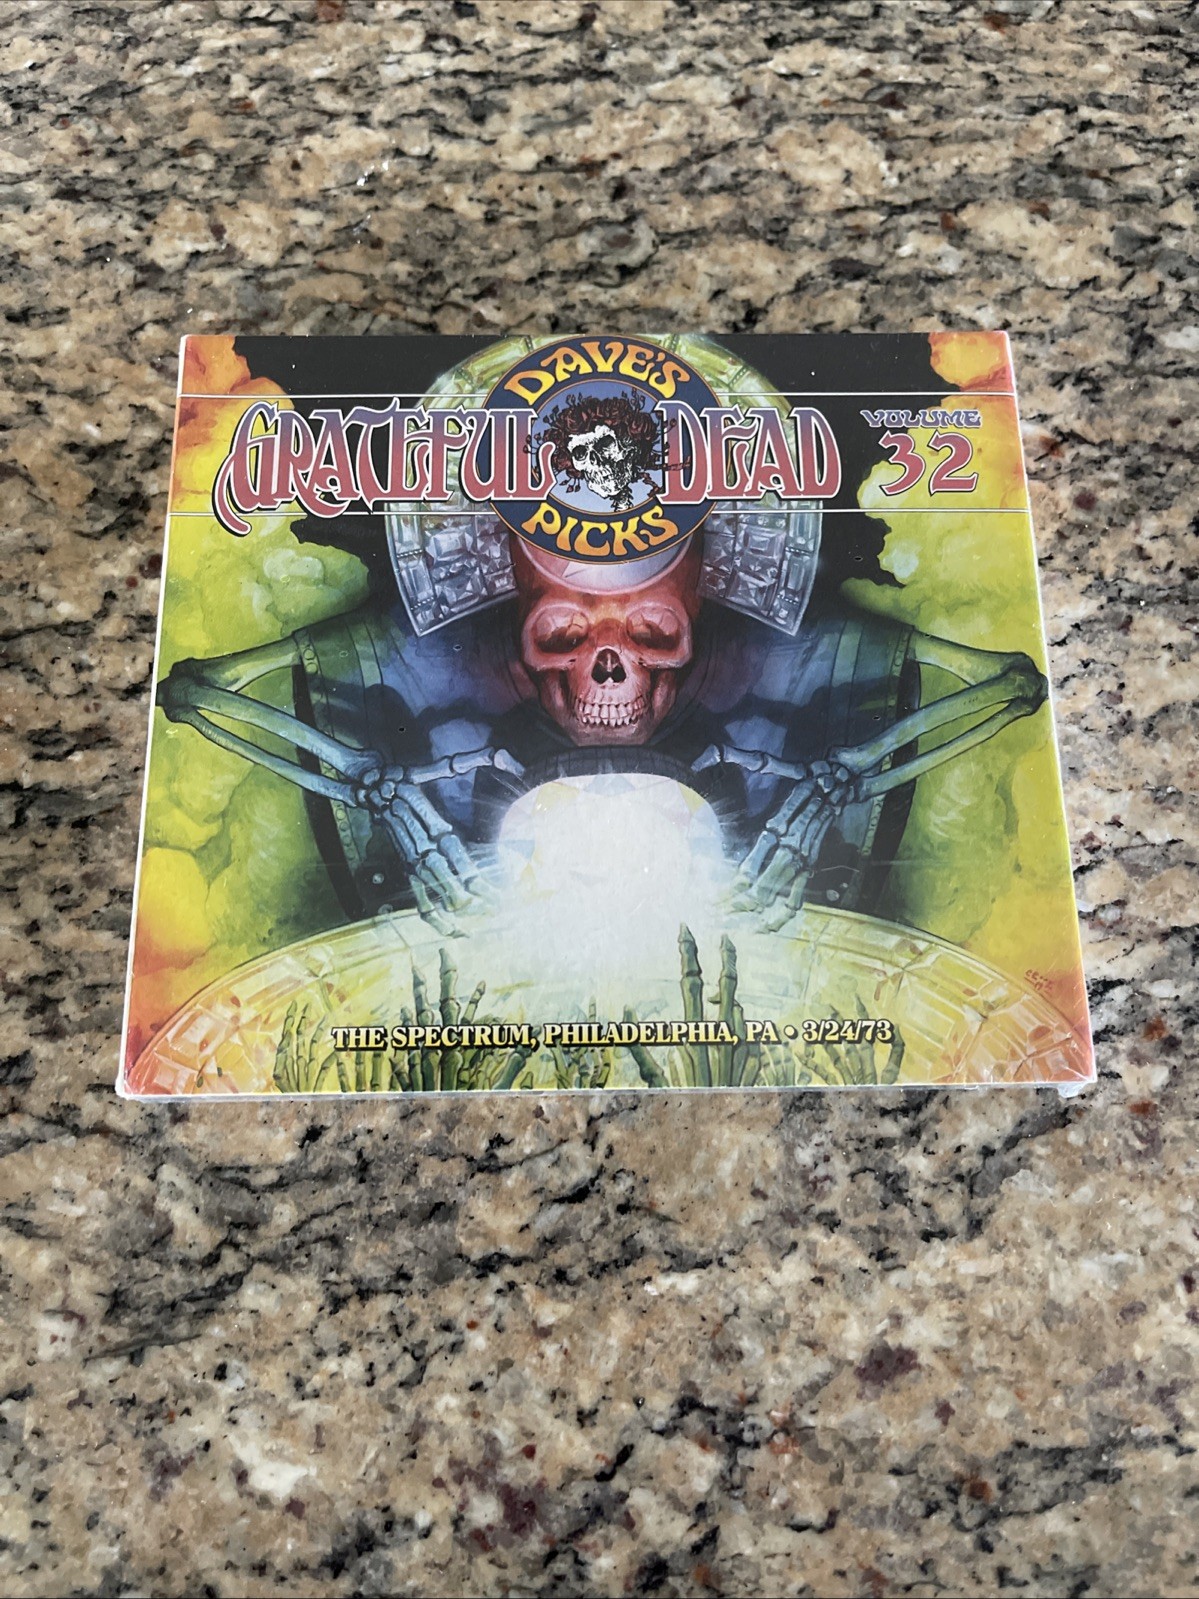 DAVE'S
GRATEFUL DEAD
VOLUME
32
PICKS
THE SPECTRUM, PHILADELPHIA, PA • 3/24/73